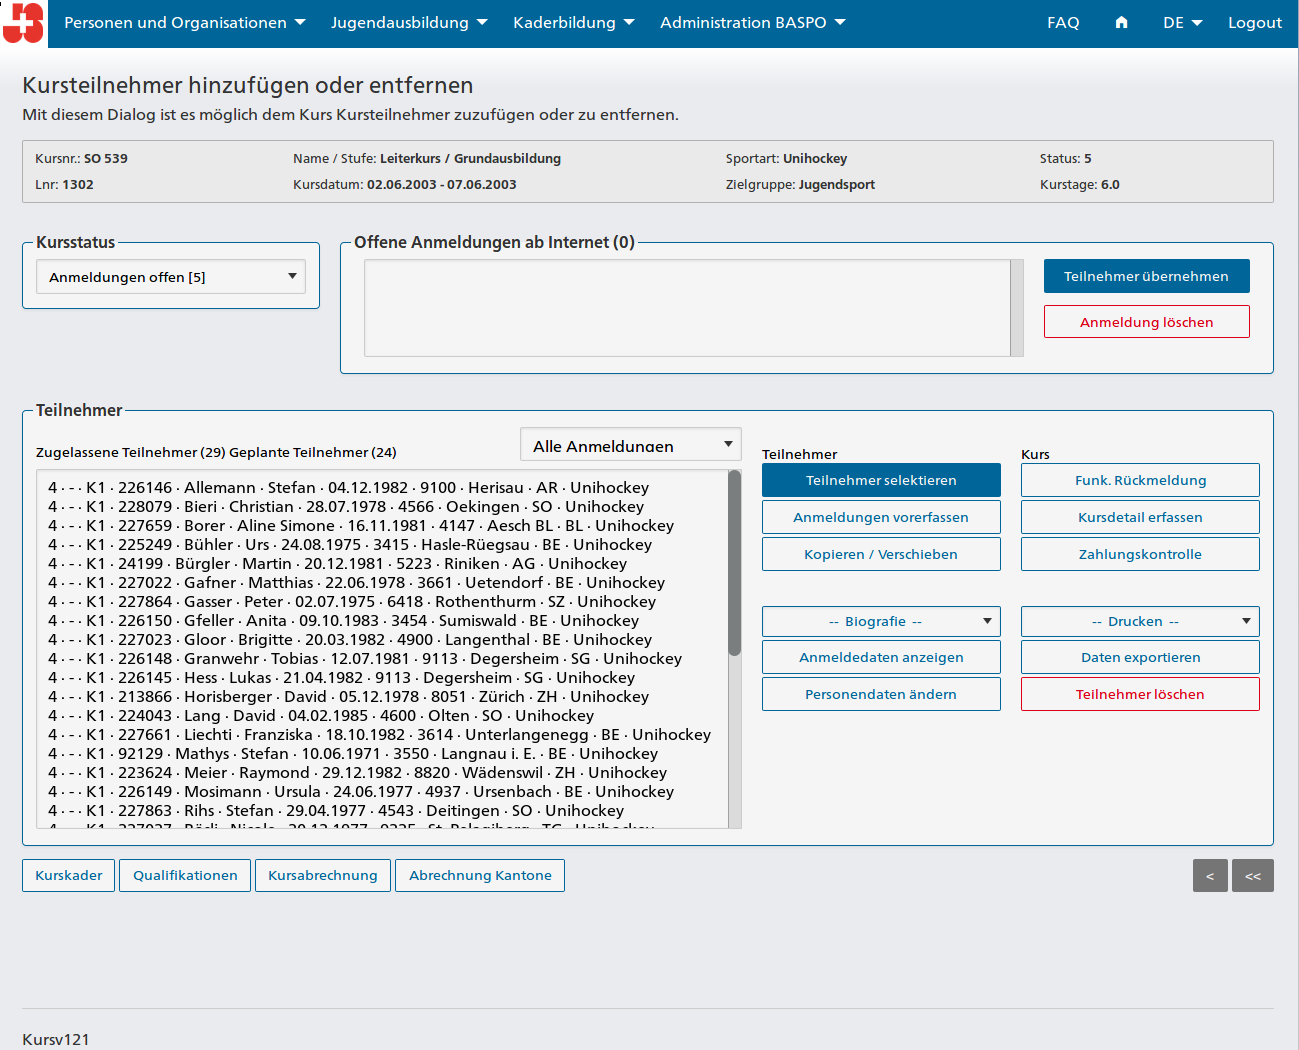 Personen und Organisationen Jugendausbildung Kaderbildung Administration BASPO FAQ DE Logout
Kursteilnehmer hinzufügen oder entfernen
Mit diesem Dialog ist es möglich dem Kurs Kursteilnehmer zuzufügen oder zu entfernen.
Kursnr.: SO 539 Name / Stufe: Leiterkurs / Grundausbildung Sportart: Unihockey Status: 5
Lnr: 1302 Kursdatum: 02.06.2003 - 07.06.2003 Zielgruppe: Jugendsport Kurstage: 6.0
Kursstatus
Anmeldungen offen [5]
Offene Anmeldungen ab Internet (0)
Teilnehmer übernehmen
Anmeldung löschen
Teilnehmer
Zugelassene Teilnehmer (29) Geplante Teilnehmer (24)
Alle Anmeldungen
4 · - · K1 · 226146 · Allemann · Stefan · 04.12.1982 · 9100 · Herisau · AR · Unihockey
4 · - · K1 · 228079 · Bieri · Christian · 28.07.1978 · 4566 · Oekingen · SO · Unihockey
4 · - · K1 · 227659 · Borer · Aline Simone · 16.11.1981 · 4147 · Aesch BL · BL · Unihockey
4 · - · K1 · 225249 · Bühler · Urs · 24.08.1975 · 3415 · Hasle-Rüegsau · BE · Unihockey
4 · - · K1 · 24199 · Bürgler · Martin · 20.12.1981 · 5223 · Riniken · AG · Unihockey
4 · - · K1 · 227022 · Gafner · Matthias · 22.06.1978 · 3661 · Uetendorf · BE · Unihockey
4 · - · K1 · 227864 · Gasser · Peter · 02.07.1975 · 6418 · Rothenthurm · SZ · Unihockey
4 · - · K1 · 226150 · Gfeller · Anita · 09.10.1983 · 3454 · Sumiswald · BE · Unihockey
4 · - · K1 · 227023 · Gloor · Brigitte · 20.03.1982 · 4900 · Langenthal · BE · Unihockey
4 · - · K1 · 226148 · Granwehr · Tobias · 12.07.1981 · 9113 · Degersheim · SG · Unihockey
4 · - · K1 · 226145 · Hess · Lukas · 21.04.1982 · 9113 · Degersheim · SG · Unihockey
4 · - · K1 · 213866 · Horisberger · David · 05.12.1978 · 8051 · Zürich · ZH · Unihockey
4 · - · K1 · 224043 · Lang · David · 04.02.1985 · 4600 · Olten · SO · Unihockey
4 · - · K1 · 227661 · Liechti · Franziska · 18.10.1982 · 3614 · Unterlangenegg · BE · Unihockey
4 · - · K1 · 92129 · Mathys · Stefan · 10.06.1971 · 3550 · Langnau i. E. · BE · Unihockey
4 · - · K1 · 223624 · Meier · Raymond · 29.12.1982 · 8820 · Wädenswil · ZH · Unihockey
4 · - · K1 · 226149 · Mosimann · Ursula · 24.06.1977 · 4937 · Ursenbach · BE · Unihockey
4 · - · K1 · 227863 · Rihs · Stefan · 29.04.1977 · 4543 · Deitingen · SO · Unihockey
Teilnehmer Kurs
Teilnehmer selektieren Funk. Rückmeldung
Anmeldungen vorerfassen Kursdetail erfassen
Kopieren / Verschieben Zahlungskontrolle
-- Biografie -- -- Drucken --
Anmeldedaten anzeigen Daten exportieren
Personendaten ändern Teilnehmer löschen
Kurskader Qualifikationen Kursabrechnung Abrechnung Kantone < <<
Kursv121